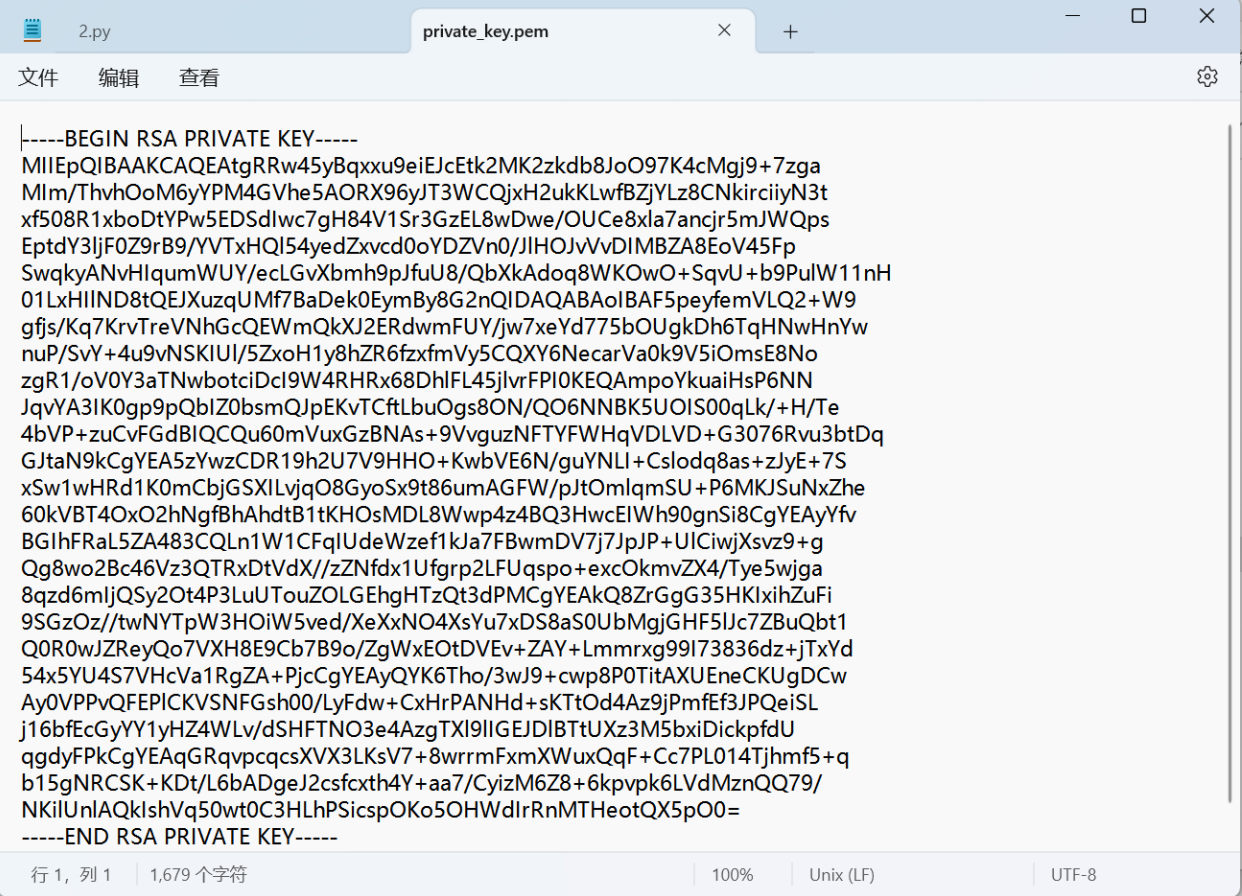 2.py
private_key.pem
文件 编辑 查看
-----BEGIN RSA PRIVATE KEY-----
MIIEpQIBAAKCAQEAtgRRw45yBqxxu9eiEJcEtk2MK2zkdb8JoO97K4cMgj9+7zga
MIm/ThvhOoM6yYPM4GVhe5AORX96yJT3WCQjxH2ukKLwfBZjYLz8CNkirciiyN3t
xf508R1xboDtYPw5EDSdIwc7gH84V1Sr3GzEL8wDwe/OUCe8xla7ancjr5mJWQps
EptdY3ljF0Z9rB9/YVTxHQl54yedZxvcd0oYDZVn0/JlHOJvVvDIMBZA8EoV45Fp
SwqkyANvHIqumWUY/ecLGvXbmh9pJfuU8/QbXkAdoq8WKOwO+SqvU+b9PulW11nH
01LxHIlND8tQEJXuzqUMf7BaDek0EymBy8G2nQIDAQABAoIBAF5peyfemVLQ2+W9
gfjs/Kq7KrvTreVNhGcQEWmQkXJ2ERdwmFUY/jw7xeYd775bOUgkDh6TqHNwHnYw
nuP/SvY+4u9vNSKIUl/5ZxoH1y8hZR6fzxfmVy5CQXY6NecarVa0k9V5iOmsE8No
zgR1/oV0Y3aTNwbotciDcI9W4RHRx68DhlFL45jlvrFPI0KEQAmpoYkuaiHsP6NN
JqvYA3IK0gp9pQbIZ0bsmQJpEKvTCftLbuOgs8ON/QO6NNBK5UOIS00qLk/+H/Te
4bVP+zuCvFGdBIQCQu60mVuxGzBNAs+9VvguzNFTYFWHqVDLVD+G3076Rvu3btDq
GJtaN9kCgYEA5zYwzCDR19h2U7V9HHO+KwbVE6N/guYNLI+Cslodq8as+zJyE+7S
xSw1wHRd1K0mCbjGSXILvjqO8GyoSx9t86umAGFW/pJtOmlqmSU+P6MKJSuNxZhe
60kVBT4OxO2hNgfBhAhdtB1tKHOsMDL8Wwp4z4BQ3HwcEIWh90gnSi8CgYEAyYfv
BGIhFRaL5ZA483CQLn1W1CFqIUdeWzef1kJa7FBwmDV7j7JpJP+UlCiwjXsvz9+g
Qg8wo2Bc46Vz3QTRxDtVdX//zZNfdx1Ufgrp2LFUqspo+excOkmvZX4/Tye5wjga
8qzd6mIjQSy2Ot4P3LuUTouZOLGEhgHTzQt3dPMCgYEAkQ8ZrGgG35HKIxihZuFi
9SGzOz//twNYTpW3HOiW5ved/XeXxNO4XsYu7xDS8aS0UbMgjGHF5lJc7ZBuQbt1
Q0R0wJZReyQo7VXH8E9Cb7B9o/ZgWxEOtDVEv+ZAY+Lmmrxg99I73836dz+jTxYd
54x5YU4S7VHcVa1RgZA+PjcCgYEAyQYK6Tho/3wJ9+cwp8P0TitAXUEneCKUgDCw
Ay0VPPvQFEPlCKVSNFGsh00/LyFdw+CxHrPANHd+sKTtOd4Az9jPmfEf3JPQeiSL
j16bfEcGyYY1yHZ4WLv/dSHFTNO3e4AzgTXl9lIGEJDlBTtUXz3M5bxiDickpfdU
qgdyFPkCgYEAqGRqvpcqcsXVX3LKsV7+8wrrmFxmXWuxQqF+Cc7PL014Tjhmf5+q
b15gNRCSK+KDt/L6bADgeJ2csfcxth4Y+aa7/CyizM6Z8+6kpvpk6LVdMznQQ79/
NKilUnlAQkIshVq50wt0C3HLhPSicspOKo5OHWdIrRnMTHeotQX5pO0=
-----END RSA PRIVATE KEY-----
行 1，列 1 1,679 个字符 100% Unix (LF) UTF-8